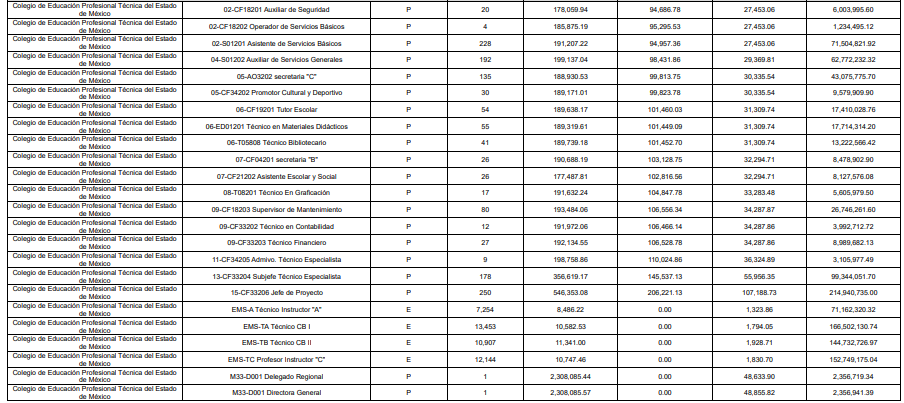 Colegio de Educación Profesional Técnica del Estado de México 02-CF18201 Auxiliar de Seguridad P 20 178,059.94 94,686.78 27,453.06 6,003,995.60
Colegio de Educación Profesional Técnica del Estado de México 02-CF18202 Operador de Servicios Básicos P 4 185,875.19 95,295.53 27,453.06 1,234,495.12
Colegio de Educación Profesional Técnica del Estado de México 02-S01201 Asistente de Servicios Básicos P 228 191,207.22 94,957.36 27,453.06 71,504,821.92
Colegio de Educación Profesional Técnica del Estado de México 04-S01202 Auxiliar de Servicios Generales P 192 199,137.04 98,431.86 29,369.81 62,772,232.32
Colegio de Educación Profesional Técnica del Estado de México 05-AO3202 secretaria "C" P 135 188,930.53 99,813.75 30,335.54 43,075,775.70
Colegio de Educación Profesional Técnica del Estado de México 05-CF34202 Promotor Cultural y Deportivo P 30 189,171.01 99,823.78 30,335.54 9,579,909.90
Colegio de Educación Profesional Técnica del Estado de México 06-CF19201 Tutor Escolar P 54 189,638.17 101,460.03 31,309.74 17,410,028.76
Colegio de Educación Profesional Técnica del Estado de México 06-ED01201 Técnico en Materiales Didácticos P 55 189,319.61 101,449.09 31,309.74 17,714,314.20
Colegio de Educación Profesional Técnica del Estado de México 06-T05808 Técnico Bibliotecario P 41 189,739.18 101,452.70 31,309.74 13,222,566.42
Colegio de Educación Profesional Técnica del Estado de México 07-CF04201 secretaria "B" P 26 190,688.19 103,128.75 32,294.71 8,478,902.90
Colegio de Educación Profesional Técnica del Estado de México 07-CF21202 Asistente Escolar y Social P 26 177,487.81 102,816.56 32,294.71 8,127,576.08
Colegio de Educación Profesional Técnica del Estado de México 08-T08201 Técnico En Graficación P 17 191,632.24 104,847.78 33,283.48 5,605,979.50
Colegio de Educación Profesional Técnica del Estado de México 09-CF18203 Supervisor de Mantenimiento P 80 193,484.06 106,556.34 34,287.87 26,746,261.60
Colegio de Educación Profesional Técnica del Estado de México 09-CF33202 Técnico en Contabilidad P 12 191,972.06 106,466.14 34,287.86 3,992,712.72
Colegio de Educación Profesional Técnica del Estado de México 09-CF33203 Técnico Financiero P 27 192,134.55 106,528.78 34,287.86 8,989,682.13
Colegio de Educación Profesional Técnica del Estado de México 11-CF34205 Admivo. Técnico Especialista P 9 198,758.86 110,024.86 36,324.89 3,105,977.49
Colegio de Educación Profesional Técnica del Estado de México 13-CF33204 Subjefe Técnico Especialista P 178 356,619.17 145,537.13 55,956.35 99,344,051.70
Colegio de Educación Profesional Técnica del Estado de México 15-CF33206 Jefe de Proyecto P 250 546,353.08 206,221.13 107,188.73 214,940,735.00
Colegio de Educación Profesional Técnica del Estado de México EMS-A Técnico Instructor "A" E 7,254 8,486.22 0.00 1,323.86 71,162,320.32
Colegio de Educación Profesional Técnica del Estado de México EMS-TA Técnico CB I E 13,453 10,582.53 0.00 1,794.05 166,502,130.74
Colegio de Educación Profesional Técnica del Estado de México EMS-TB Técnico CB II E 10,907 11,341.00 0.00 1,928.71 144,732,726.97
Colegio de Educación Profesional Técnica del Estado de México EMS-TC Profesor Instructor "C" E 12,144 10,747.46 0.00 1,830.70 152,749,175.04
Colegio de Educación Profesional Técnica del Estado de México M33-D001 Delegado Regional P 1 2,308,085.44 0.00 48,633.90 2,356,719.34
Colegio de Educación Profesional Técnica del Estado de México M33-D001 Directora General P 1 2,308,085.57 0.00 48,855.82 2,356,941.39